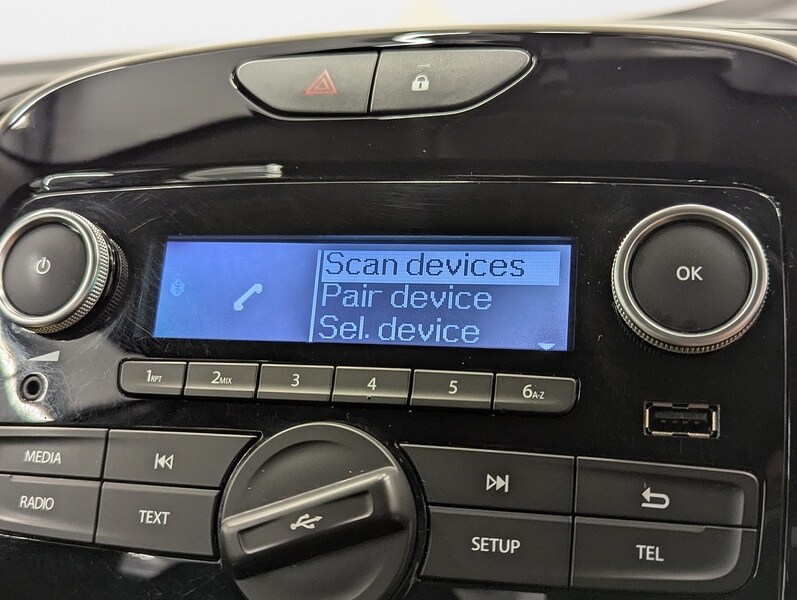 Scan devices
Pair device
Sel. device
OK
1RPT
2MIX
3
4
5
6A-Z
MEDIA
RADIO
TEXT
SETUP
TEL